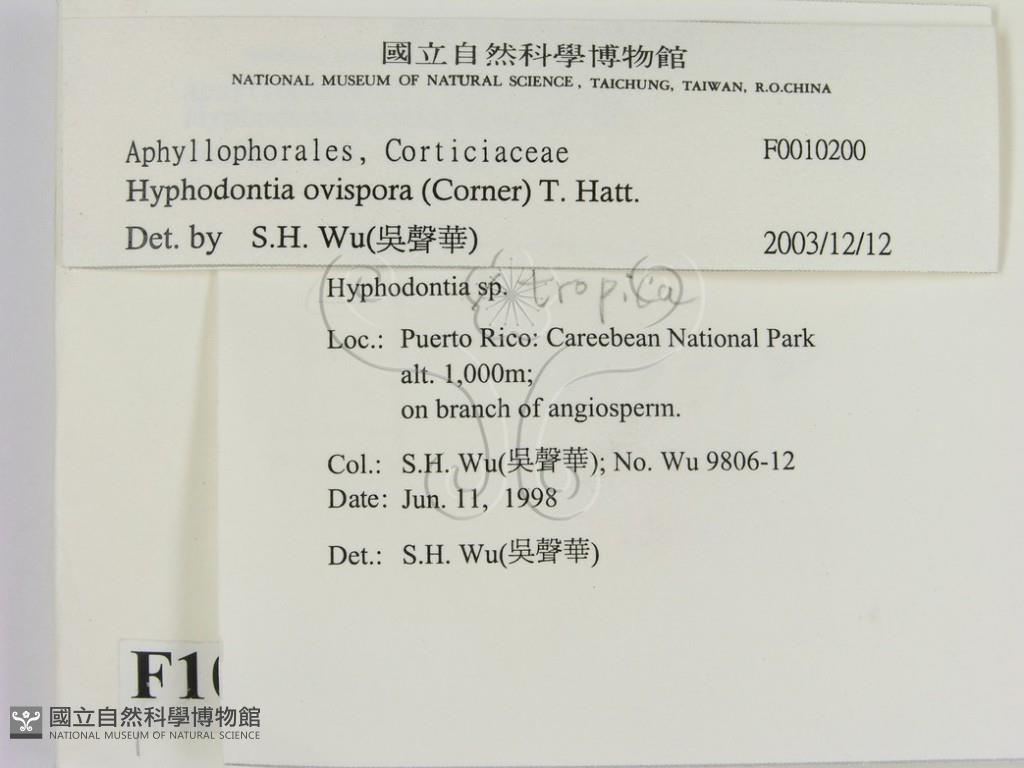 國立自然科學博物館
NATIONAL MUSEUM OF NATURAL SCIENCE, TAICHUNG, TAIWAN, R.O.CHINA
Aphyllophorales, Corticiaceae F0010200
Hyphodontia ovispora (Corner) T. Hatt.
Det. by S.H. Wu(吳聲華) 2003/12/12
Hyphodontia sp. tropica
Loc.: Puerto Rico: Careebean National Park
alt. 1,000m;
on branch of angiosperm.
Col.: S.H. Wu(吳聲華); No. Wu 9806-12
Date: Jun. 11, 1998
Det.: S.H. Wu(吳聲華)
F1
國立自然科學博物館
NATIONAL MUSEUM OF NATURAL SCIENCE